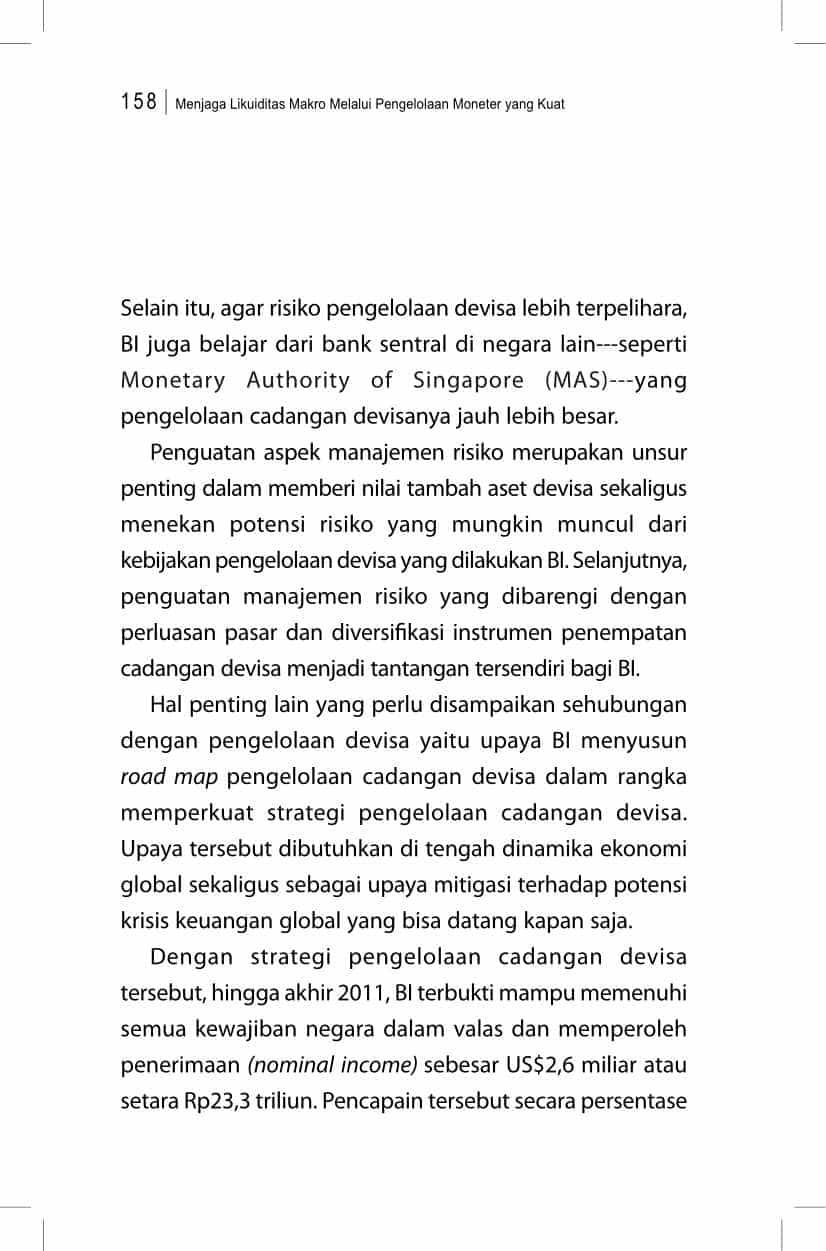 158 | Menjaga Likuiditas Makro Melalui Pengelolaan Moneter yang Kuat
Selain itu, agar risiko pengelolaan devisa lebih terpelihara,
BI juga belajar dari bank sentral di negara lain---seperti
Monetary Authority of Singapore (MAS)---yang
pengelolaan cadangan devisanya jauh lebih besar.
Penguatan aspek manajemen risiko merupakan unsur
penting dalam memberi nilai tambah aset devisa sekaligus
menekan potensi risiko yang mungkin muncul dari
kebijakan pengelolaan devisa yang dilakukan BI. Selanjutnya,
penguatan manajemen risiko yang dibarengi dengan
perluasan pasar dan diversifikasi instrumen penempatan
cadangan devisa menjadi tantangan tersendiri bagi BI.
Hal penting lain yang perlu disampaikan sehubungan
dengan pengelolaan devisa yaitu upaya BI menyusun
road map pengelolaan cadangan devisa dalam rangka
memperkuat strategi pengelolaan cadangan devisa.
Upaya tersebut dibutuhkan di tengah dinamika ekonomi
global sekaligus sebagai upaya mitigasi terhadap potensi
krisis keuangan global yang bisa datang kapan saja.
Dengan strategi pengelolaan cadangan devisa
tersebut, hingga akhir 2011, BI terbukti mampu memenuhi
semua kewajiban negara dalam valas dan memperoleh
penerimaan (nominal income) sebesar US$2,6 miliar atau
setara Rp23,3 triliun. Pencapain tersebut secara persentase